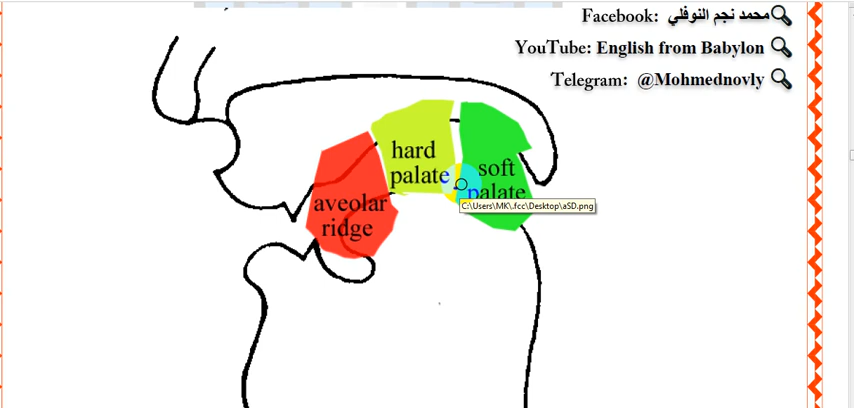 Facebook: محمد نجم النوفلي
YouTube: English from Babylon
Telegram: @Mohmednovly
hard
palate
soft
palate
aveolar
ridge
C:\Users\MK\.fcc\Desktop\aSD.png